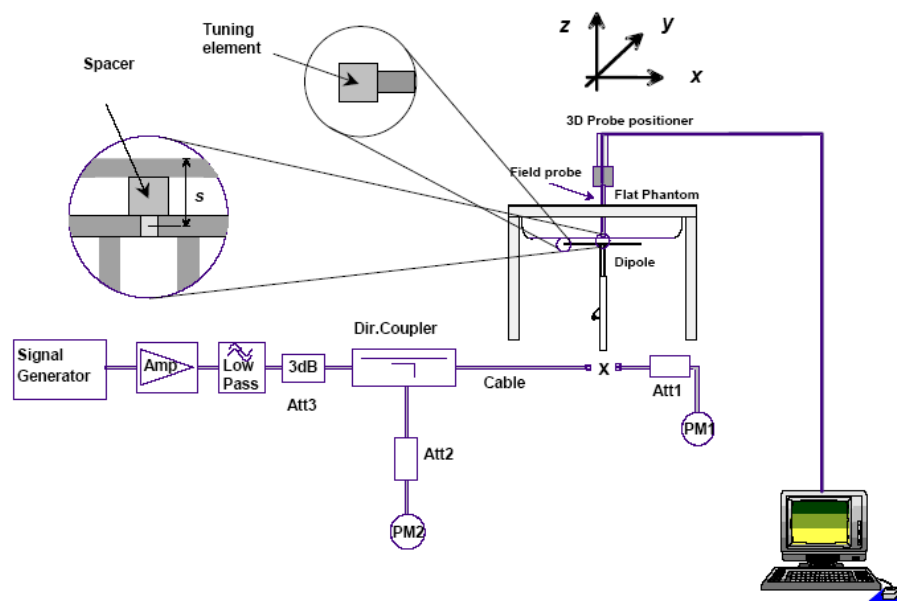 Tuning
element
Spacer
s
z
y
x
3D Probe positioner
Field probe
Flat Phantom
Dipole
Signal
Generator
Amp
Low
Pass
3dB
Att3
Dir.Coupler
Cable
x
Att1
PM1
Att2
PM2